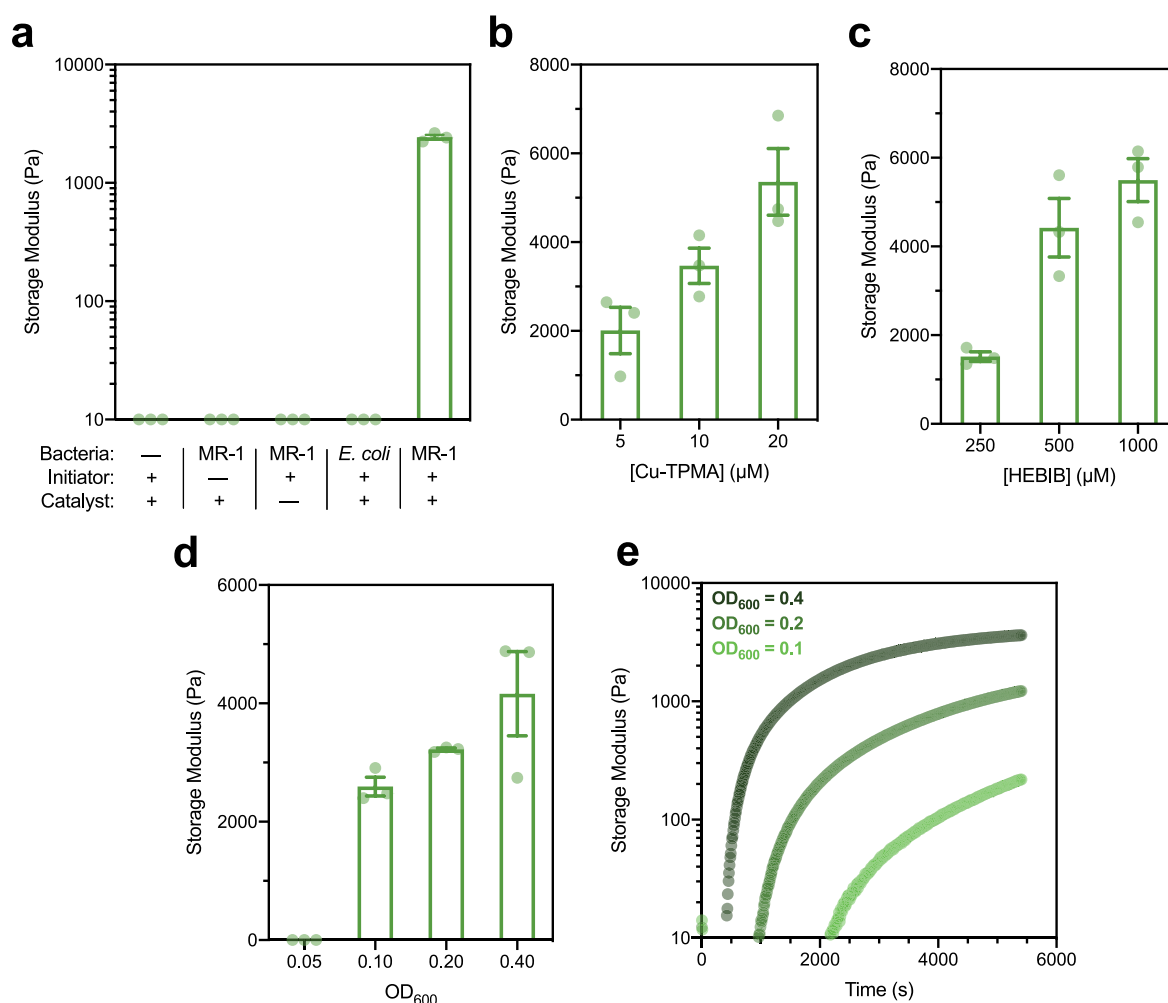 a
10000
1000
100
10
Storage Modulus (Pa)
Bacteria: — MR-1 MR-1 E. coli MR-1
Initiator: + — + + +
Catalyst: + + — + +
b
8000
6000
4000
2000
0
Storage Modulus (Pa)
5 10 20
[Cu-TPMA] (µM)
c
8000
6000
4000
2000
0
Storage Modulus (Pa)
250 500 1000
[HEBIB] (µM)
d
6000
4000
2000
0
Storage Modulus (Pa)
0.05 0.10 0.20 0.40
OD600
e
10000
1000
100
10
Storage Modulus (Pa)
OD600 = 0.4
OD600 = 0.2
OD600 = 0.1
0 2000 4000 6000
Time (s)